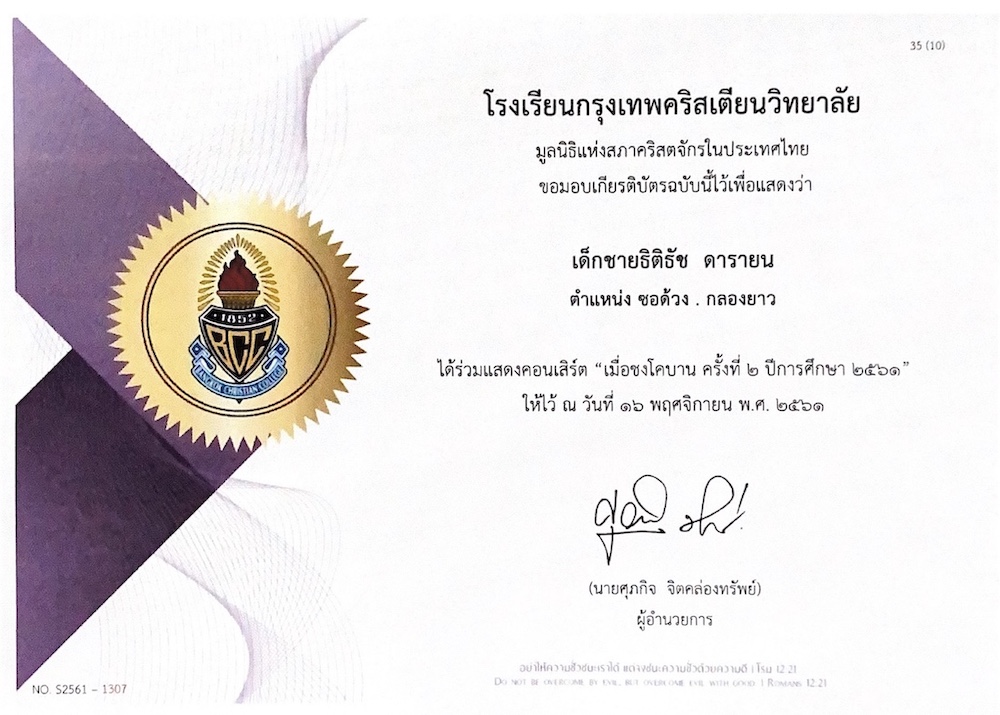 35 (10)
โรงเรียนกรุงเทพคริสเตียนวิทยาลัย
มูลนิธิแห่งสภาคริสตจักรในประเทศไทย
ขอมอบเกียรติบัตรฉบับนี้ไว้เพื่อแสดงว่า
เด็กชายธิติธัช ดารายน
ตำแหน่ง ซอด้วง . กลองยาว
ได้ร่วมแสดงคอนเสิร์ต “เมื่อชงโคบาน ครั้งที่ ๒ ปีการศึกษา ๒๕๖๑”
ให้ไว้ ณ วันที่ ๑๖ พฤศจิกายน พ.ศ. ๒๕๖๑
1852
BCC
BANGKOK CHRISTIAN COLLEGE
(นายศุภกิจ จิตคล่องทรัพย์)
ผู้อำนวยการ
อย่าให้ความชั่วชนะเราได้ แต่จงชนะความชั่วด้วยความดี | โรม 12:21
DO NOT BE OVERCOME BY EVIL, BUT OVERCOME EVIL WITH GOOD | ROMANS 12:21
NO. S2561 – 1307